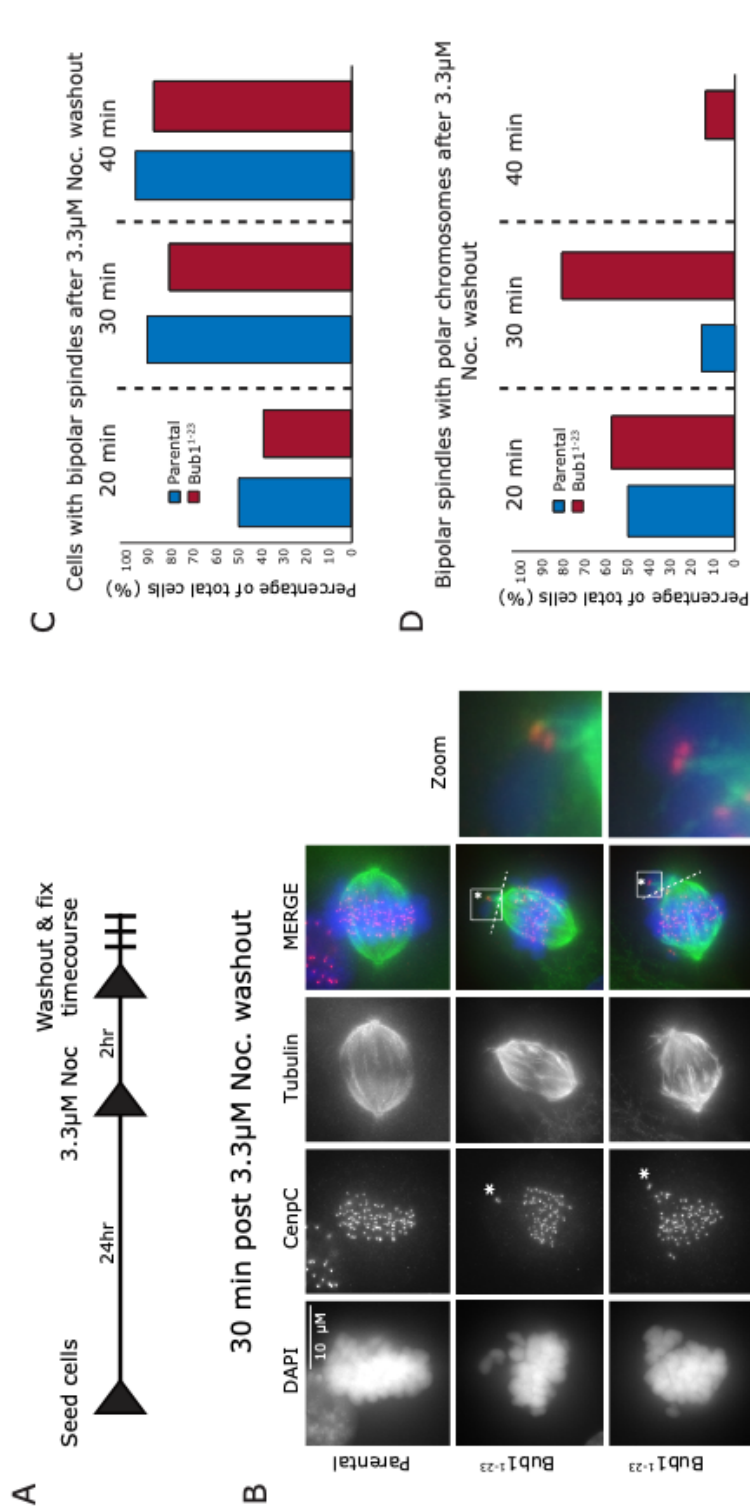 A
Seed cells
24hr
3.3µM Noc
2hr
Washout & fix
timecourse
B
30 min post 3.3µM Noc. washout
DAPI
CenpC
Tubulin
MERGE
Zoom
10 µM
Parental
*
*
Bub1¹⁻²³
*
*
Bub1¹⁻²³
C
Cells with bipolar spindles after 3.3µM Noc. washout
20 min
30 min
40 min
Parental
Bub1¹⁻²³
Percentage of total cells (%)
100
90
80
70
60
50
40
30
20
10
0
D
Bipolar spindles with polar chromosomes after 3.3µM
Noc. washout
20 min
30 min
40 min
Parental
Bub1¹⁻²³
Percentage of total cells (%)
100
90
80
70
60
50
40
30
20
10
0